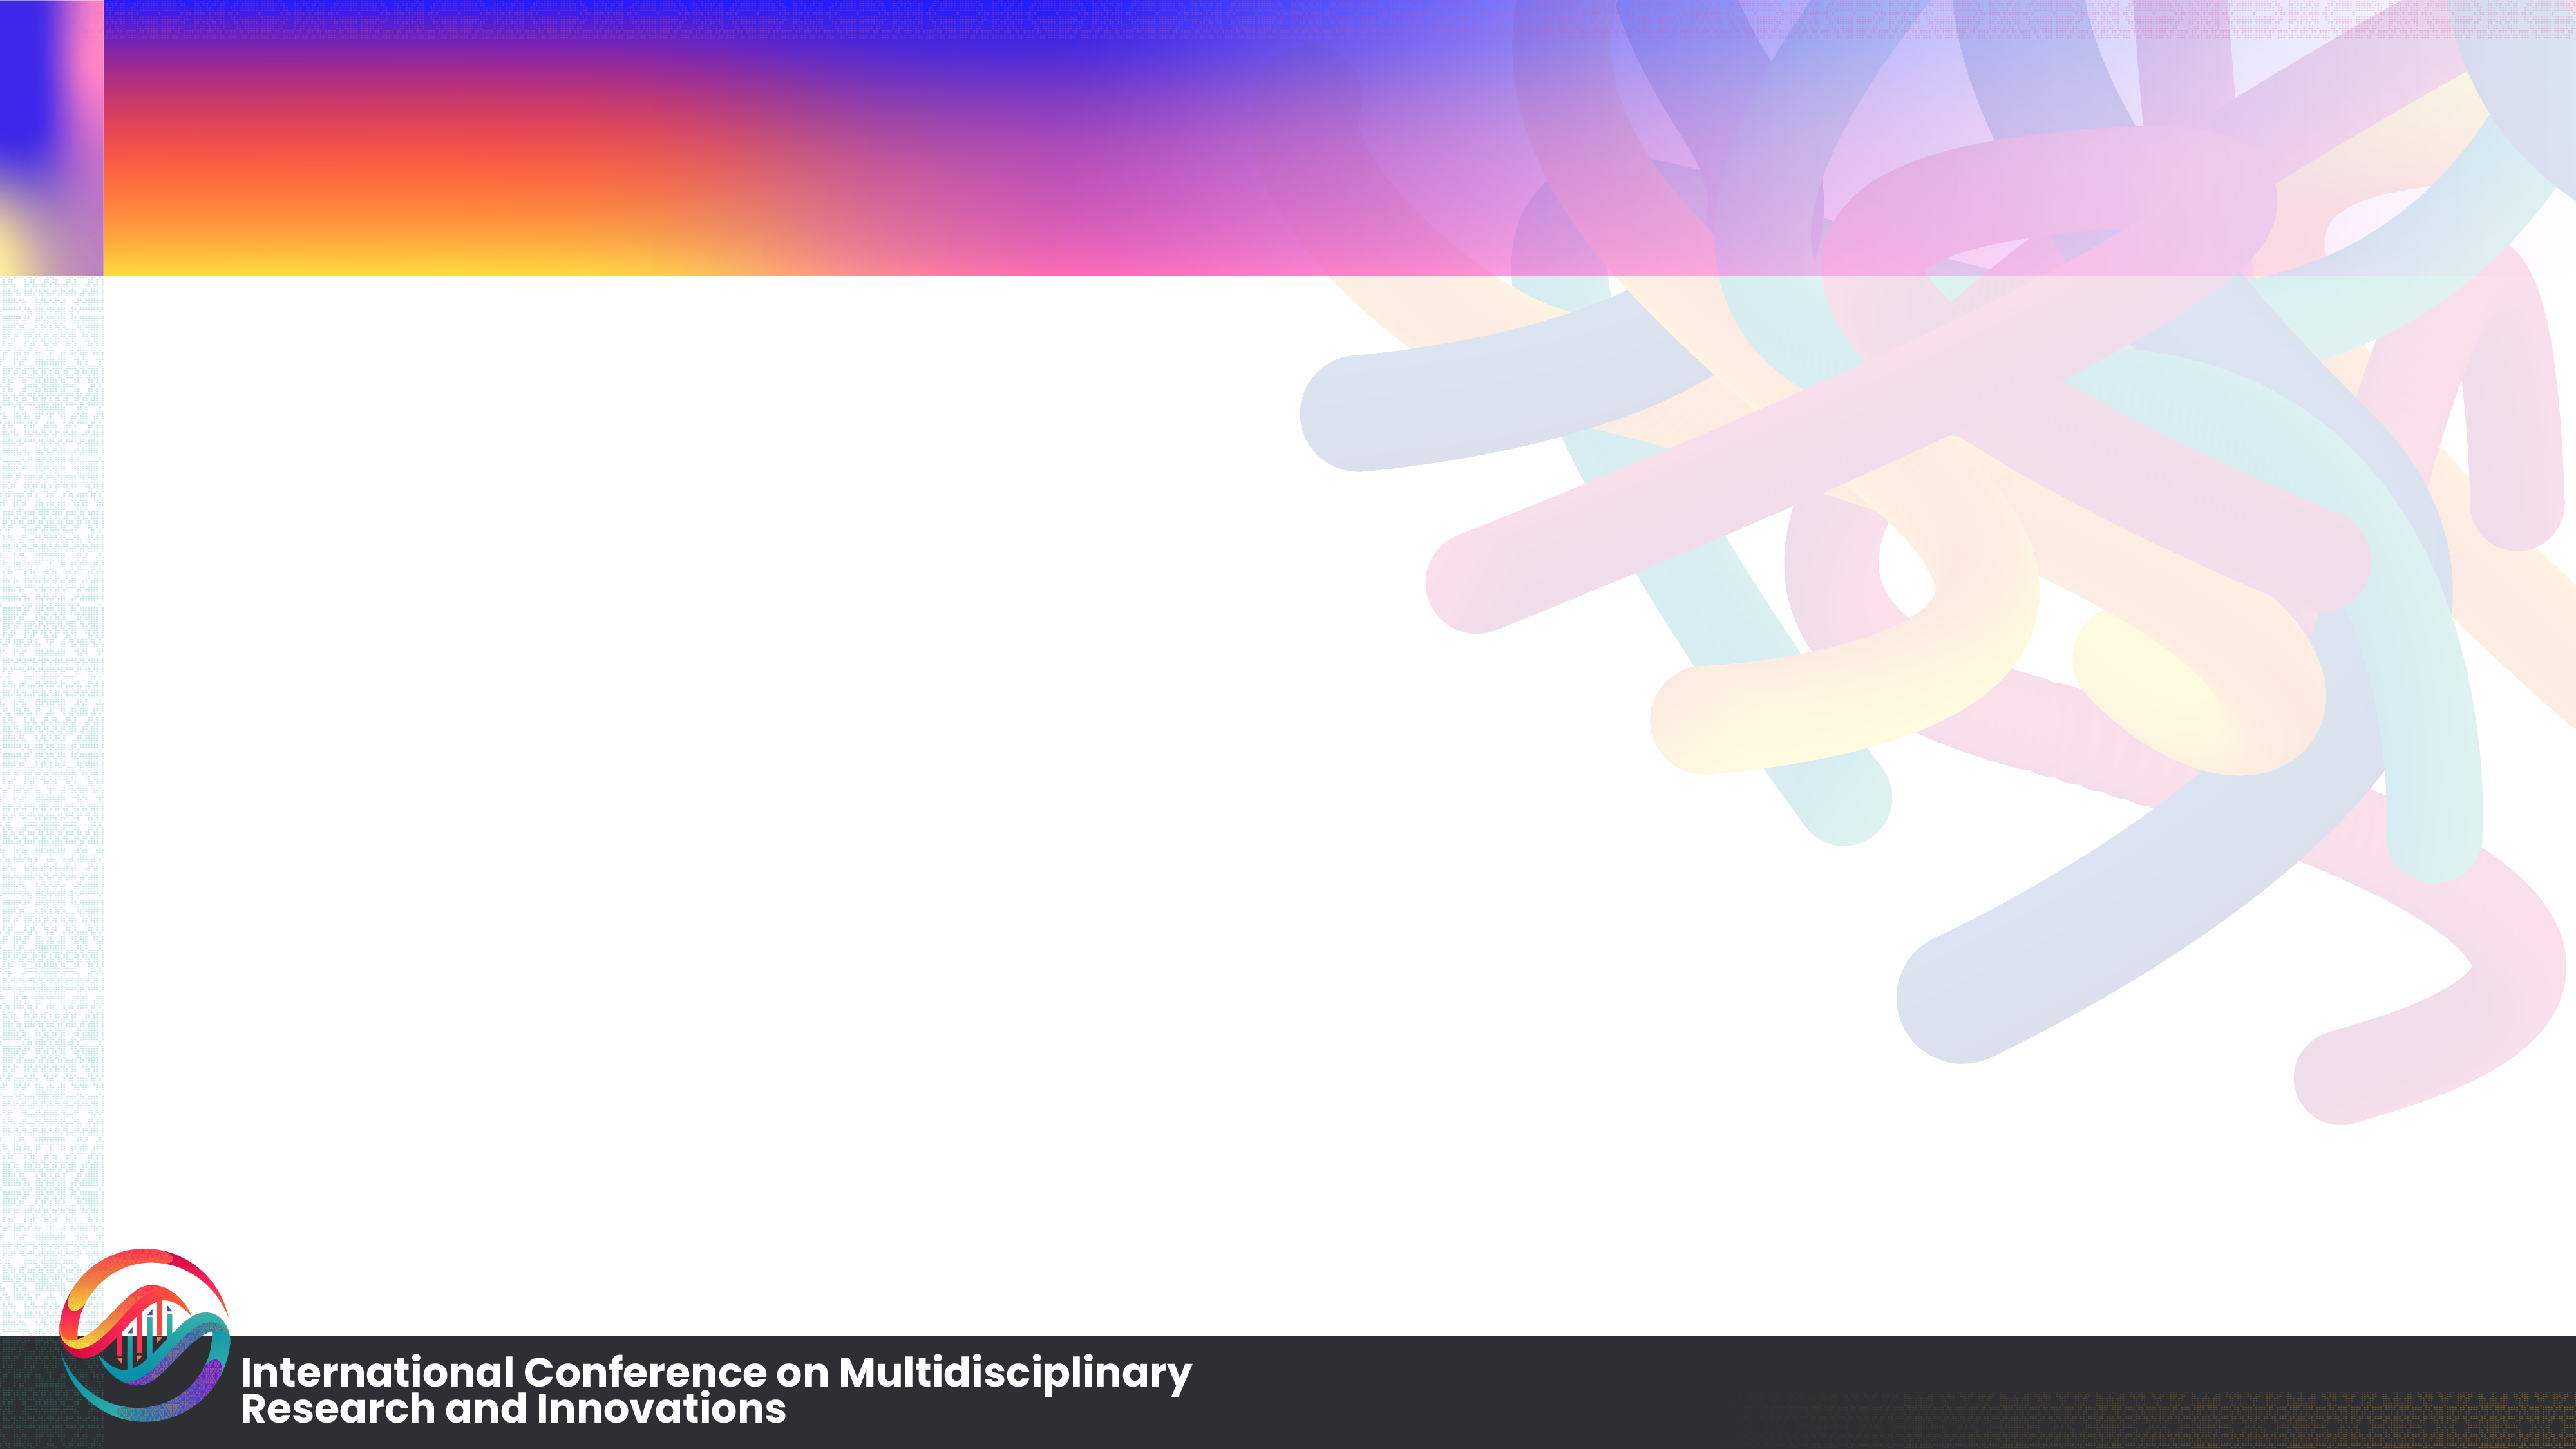 International Conference on Multidisciplinary
Research and Innovations